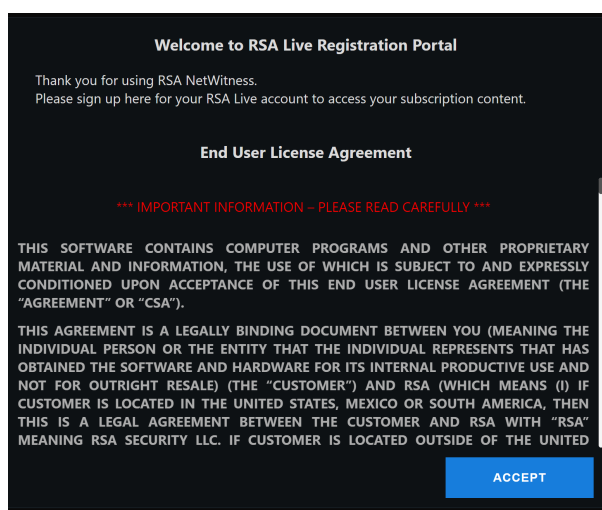 Welcome to RSA Live Registration Portal
Thank you for using RSA NetWitness.
Please sign up here for your RSA Live account to access your subscription content.
End User License Agreement
*** IMPORTANT INFORMATION – PLEASE READ CAREFULLY ***
THIS SOFTWARE CONTAINS COMPUTER PROGRAMS AND OTHER PROPRIETARY
MATERIAL AND INFORMATION, THE USE OF WHICH IS SUBJECT TO AND EXPRESSLY
CONDITIONED UPON ACCEPTANCE OF THIS END USER LICENSE AGREEMENT (THE
“AGREEMENT” OR “CSA”).
THIS AGREEMENT IS A LEGALLY BINDING DOCUMENT BETWEEN YOU (MEANING THE
INDIVIDUAL PERSON OR THE ENTITY THAT THE INDIVIDUAL REPRESENTS THAT HAS
OBTAINED THE SOFTWARE AND HARDWARE FOR ITS INTERNAL PRODUCTIVE USE AND
NOT FOR OUTRIGHT RESALE) (THE “CUSTOMER”) AND RSA (WHICH MEANS (I) IF
CUSTOMER IS LOCATED IN THE UNITED STATES, MEXICO OR SOUTH AMERICA, THEN
THIS IS A LEGAL AGREEMENT BETWEEN THE CUSTOMER AND RSA WITH “RSA”
MEANING RSA SECURITY LLC. IF CUSTOMER IS LOCATED OUTSIDE OF THE UNITED
ACCEPT